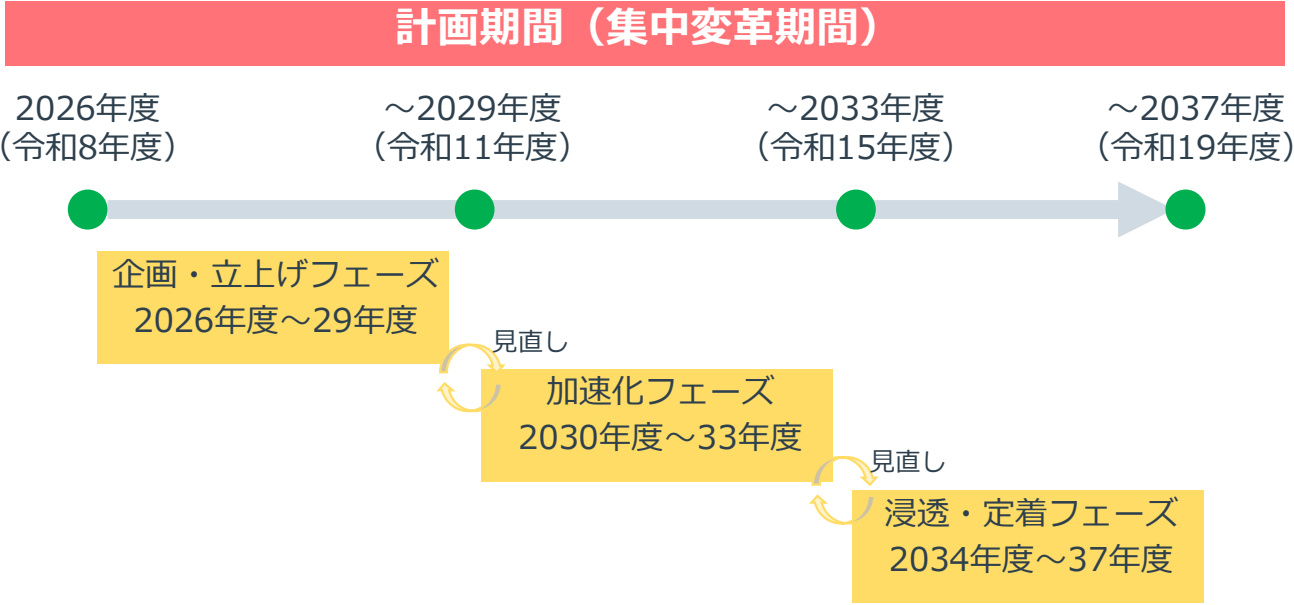 計画期間（集中変革期間）
2026年度
（令和8年度）
～2029年度
（令和11年度）
～2033年度
（令和15年度）
～2037年度
（令和19年度）
企画・立上げフェーズ
2026年度～29年度
見直し
加速化フェーズ
2030年度～33年度
見直し
浸透・定着フェーズ
2034年度～37年度